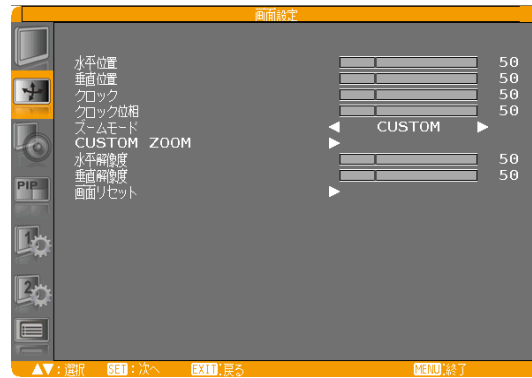 画面設定
水平位置 50
垂直位置 50
クロック 50
クロック位相 50
ズームモード ◀ CUSTOM ▶
CUSTOM ZOOM ▶
水平解像度 50
垂直解像度 50
画面リセット ▶
PIP
1
2
▲▼:選択 SET:次へ EXIT:戻る MENU:終了